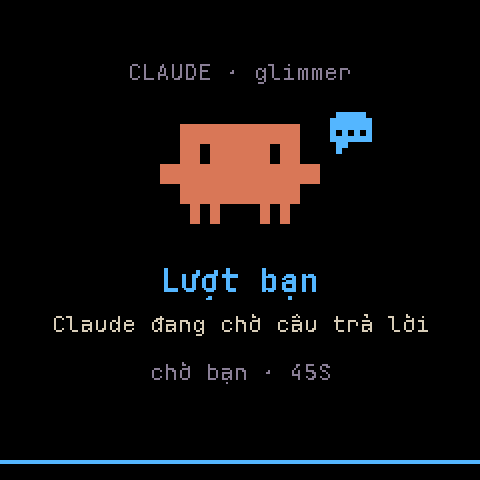 CLAUDE · glimmer
Lượt bạn
Claude đang chờ câu trả lời
chờ bạn · 45S